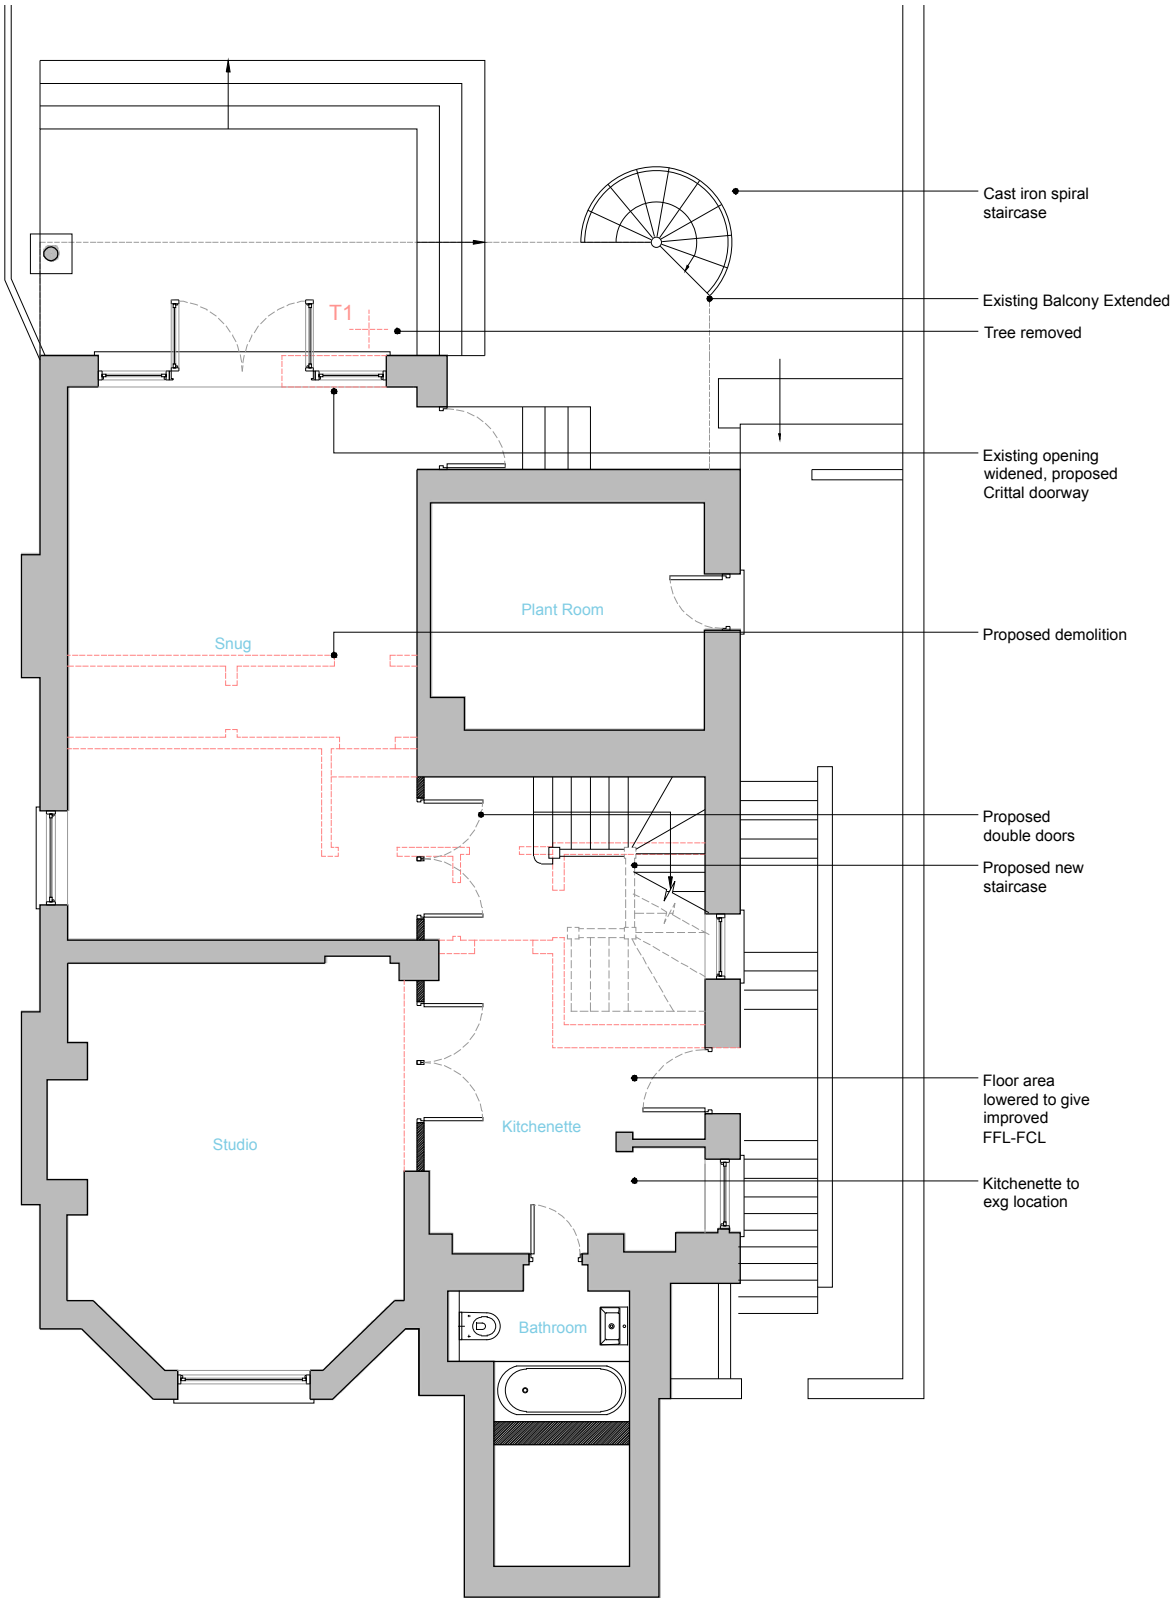 Cast iron spiral
staircase
Existing Balcony Extended
T1
Tree removed
Existing opening
widened, proposed
Crittal doorway
Plant Room
Snug
Proposed demolition
Proposed
double doors
Proposed new
staircase
Floor area
lowered to give
improved
FFL-FCL
Kitchenette
Studio
Kitchenette to
exg location
Bathroom